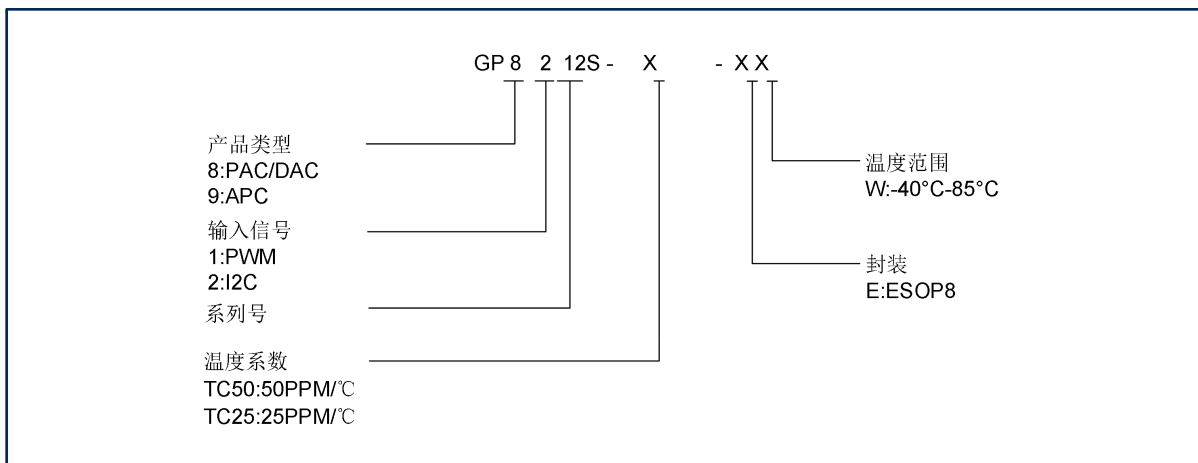 GP 8 2 12S - X - X X
产品类型
8:PAC/DAC
9:APC
输入信号
1:PWM
2:I2C
系列号
温度系数
TC50:50PPM/℃
TC25:25PPM/℃
温度范围
W:-40°C-85°C
封装
E:ESOP8